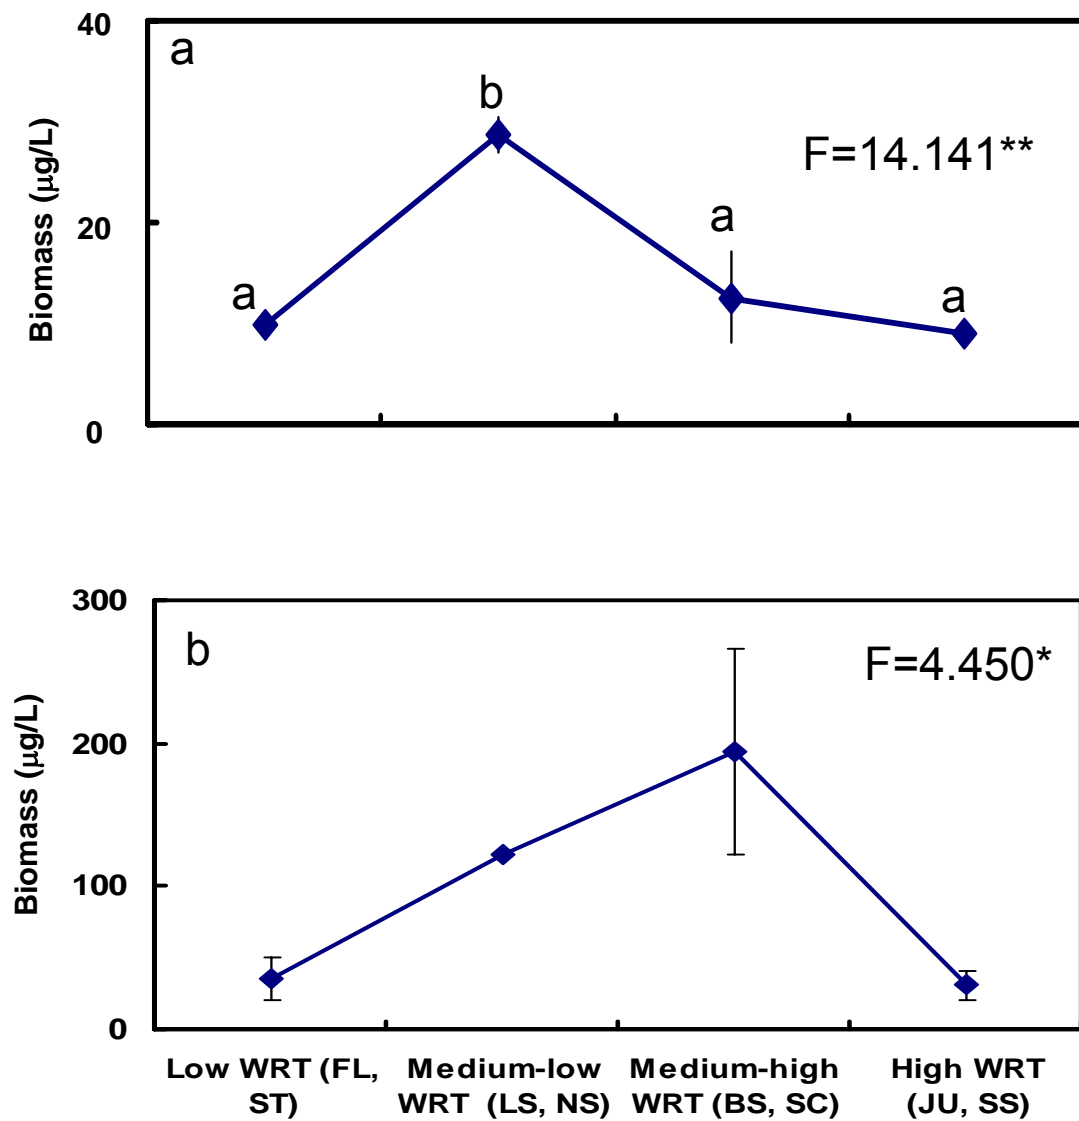 40
a
b
F=14.141**
Biomass (µg/L)
20
a
a
a
0
300
b
F=4.450*
Biomass (µg/L)
200
100
0
Low WRT (FL, ST)
Medium-low WRT (LS, NS)
Medium-high WRT (BS, SC)
High WRT (JU, SS)